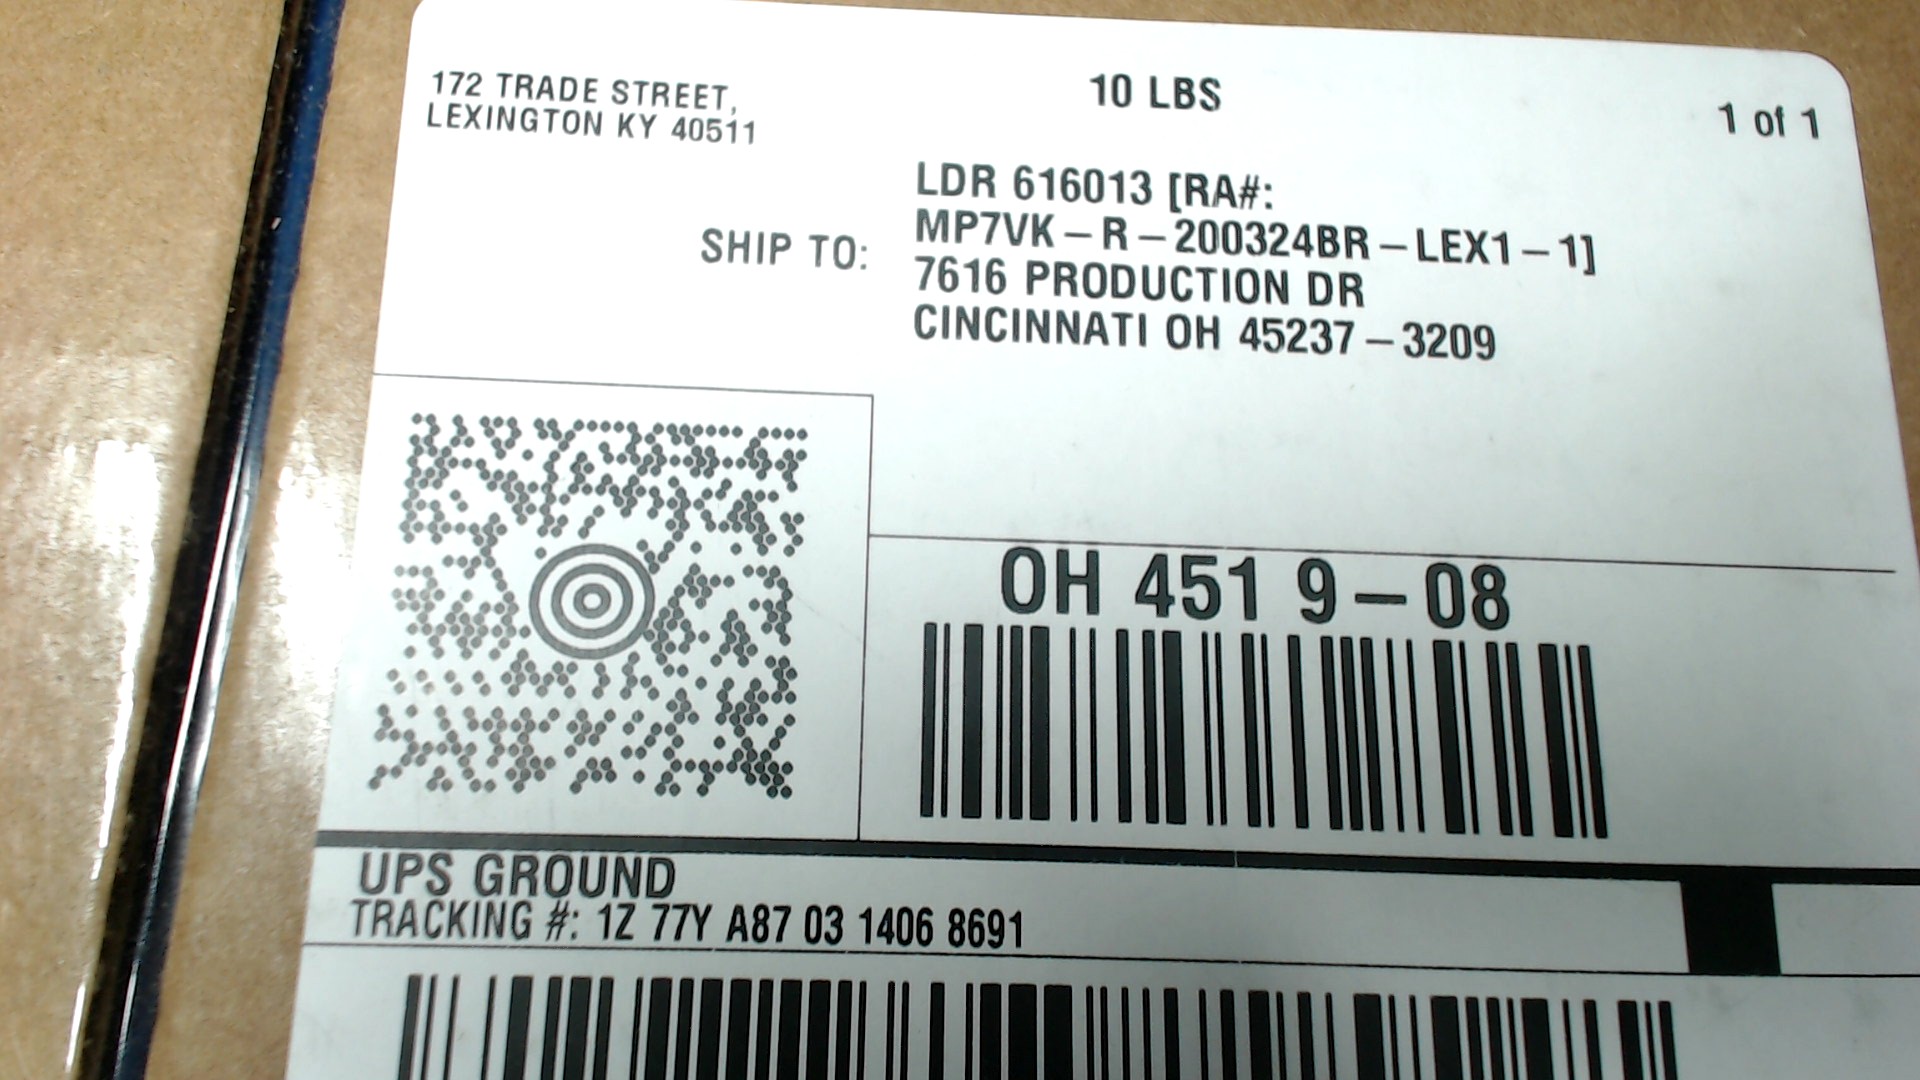 172 TRADE STREET,
LEXINGTON KY 40511
10 LBS
1 of 1
SHIP TO:
LDR 616013 [RA#:
MP7VK-R-200324BR-LEX1-1]
7616 PRODUCTION DR
CINCINNATI OH 45237-3209
OH 451 9-08
UPS GROUND
TRACKING #: 1Z 77Y A87 03 1406 8691